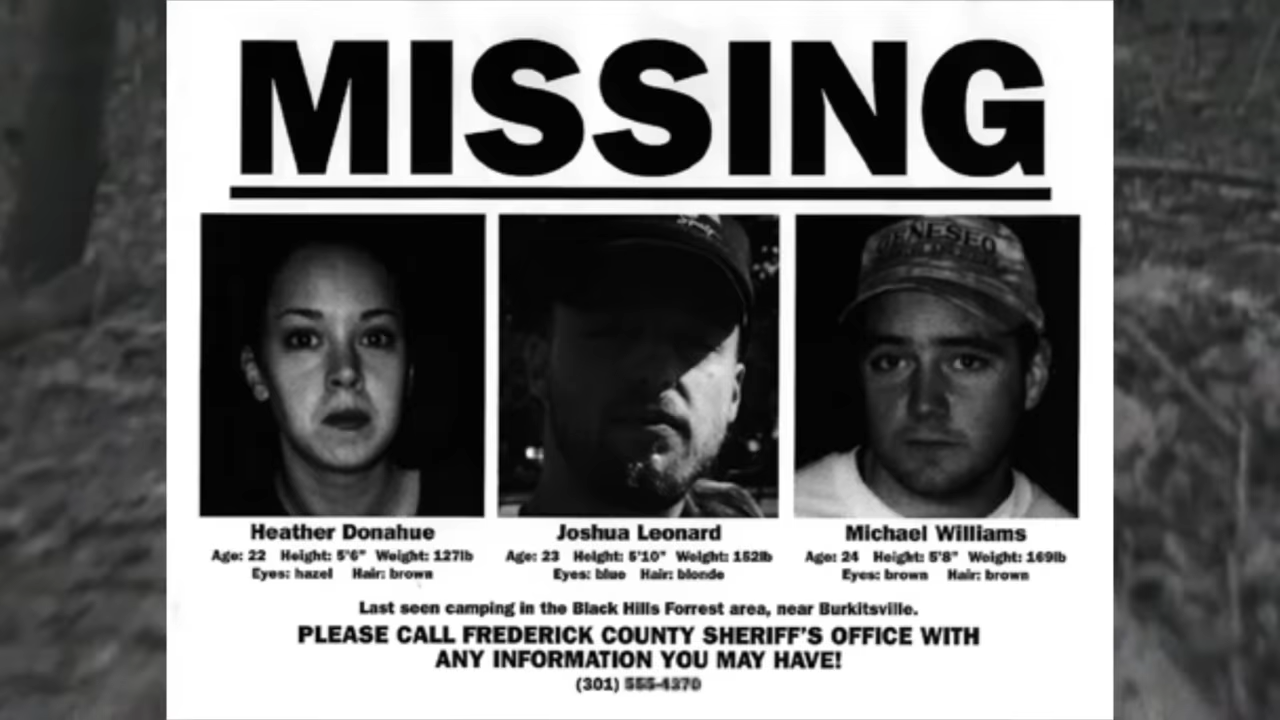 MISSING
GENESEO
Heather Donahue
Joshua Leonard
Michael Williams
Age: 22 Height: 5'6" Weight: 127lb
Age: 23 Height: 5'10" Weight: 152lb
Age: 24 Height: 5'8" Weight: 169lb
Eyes: hazel Hair: brown
Eyes: blue Hair: blonde
Eyes: brown Hair: brown
Last seen camping in the Black Hills Forrest area, near Burkitsville.
PLEASE CALL FREDERICK COUNTY SHERIFF'S OFFICE WITH
ANY INFORMATION YOU MAY HAVE!
(301) 555-4370